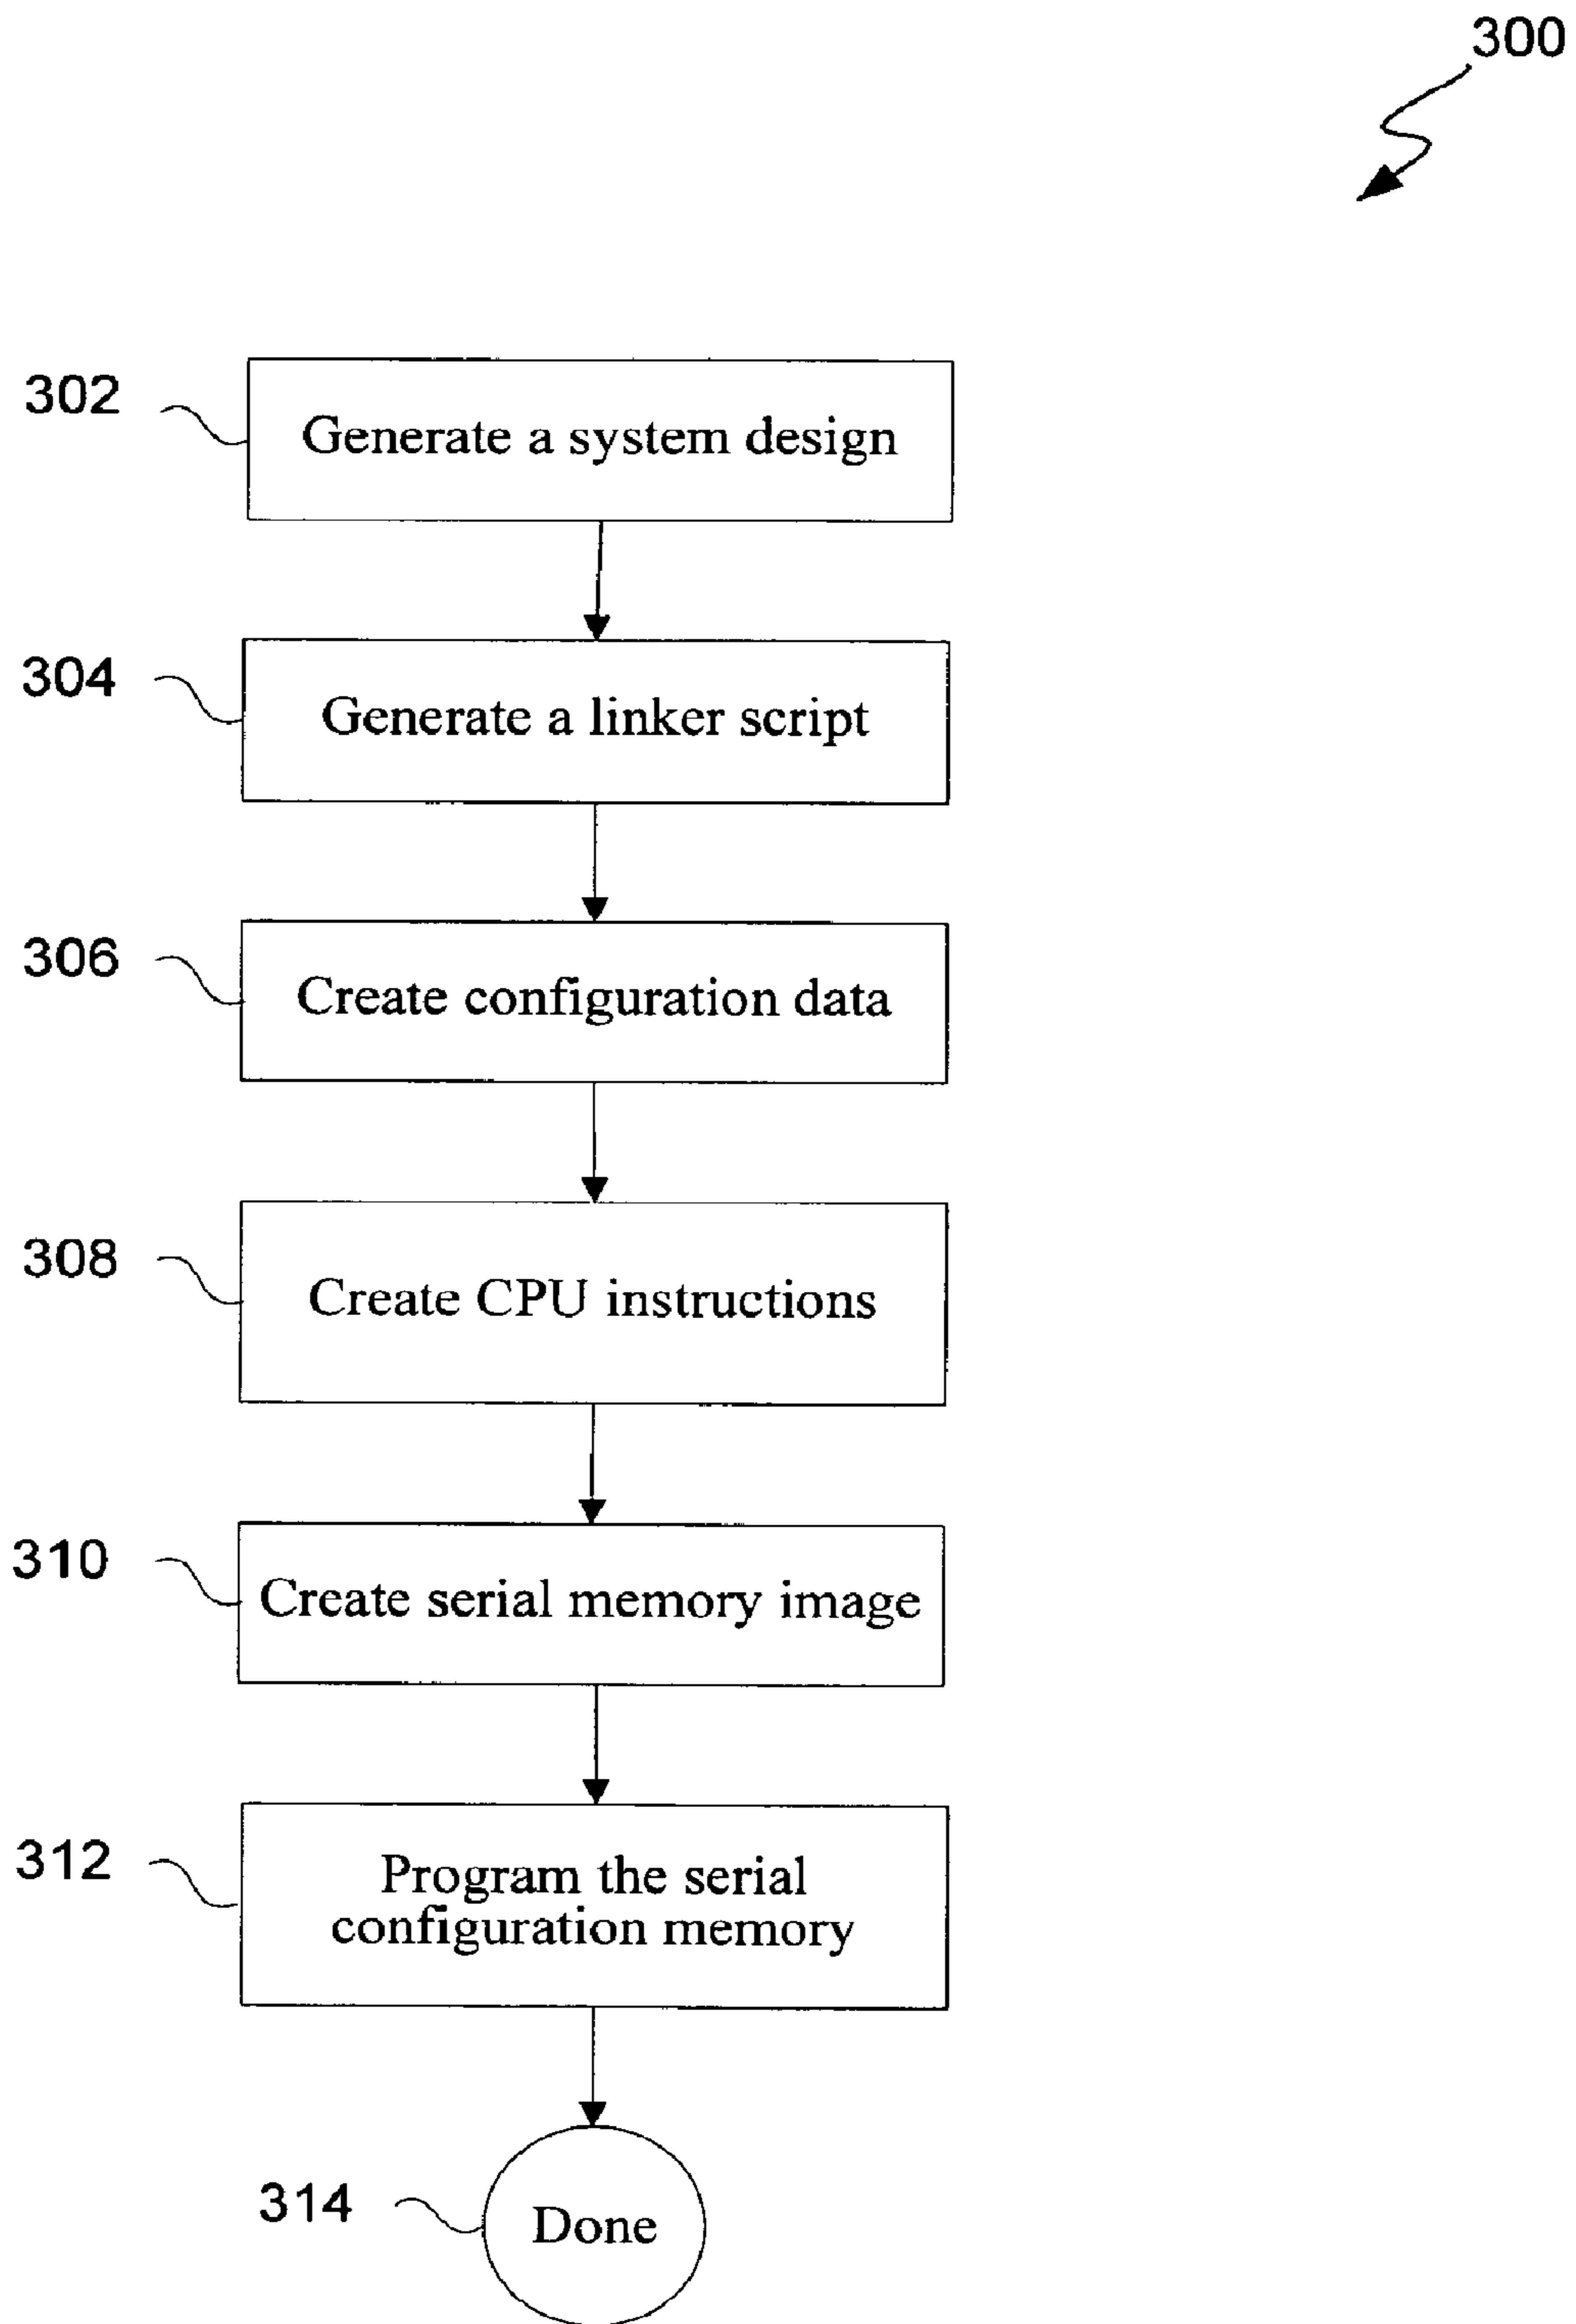 300
302
Generate a system design
304
Generate a linker script
306
Create configuration data
308
Create CPU instructions
310
Create serial memory image
312
Program the serial
configuration memory
314
Done